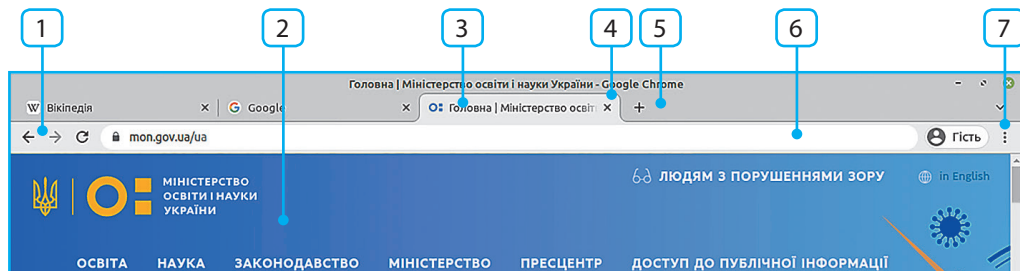 1 2 3 4 5 6 7
Головна | Міністерство освіти і науки України - Google Chrome
W Вікіпедія × G Google × Головна | Міністерство освіт × +
mon.gov.ua/ua Гість
МІНІСТЕРСТВО
ОСВІТИ І НАУКИ
УКРАЇНИ
ЛЮДЯМ З ПОРУШЕННЯМИ ЗОРУ in English
ОСВІТА НАУКА ЗАКОНОДАВСТВО МІНІСТЕРСТВО ПРЕСЦЕНТР ДОСТУП ДО ПУБЛІЧНОЇ ІНФОРМАЦІЇ